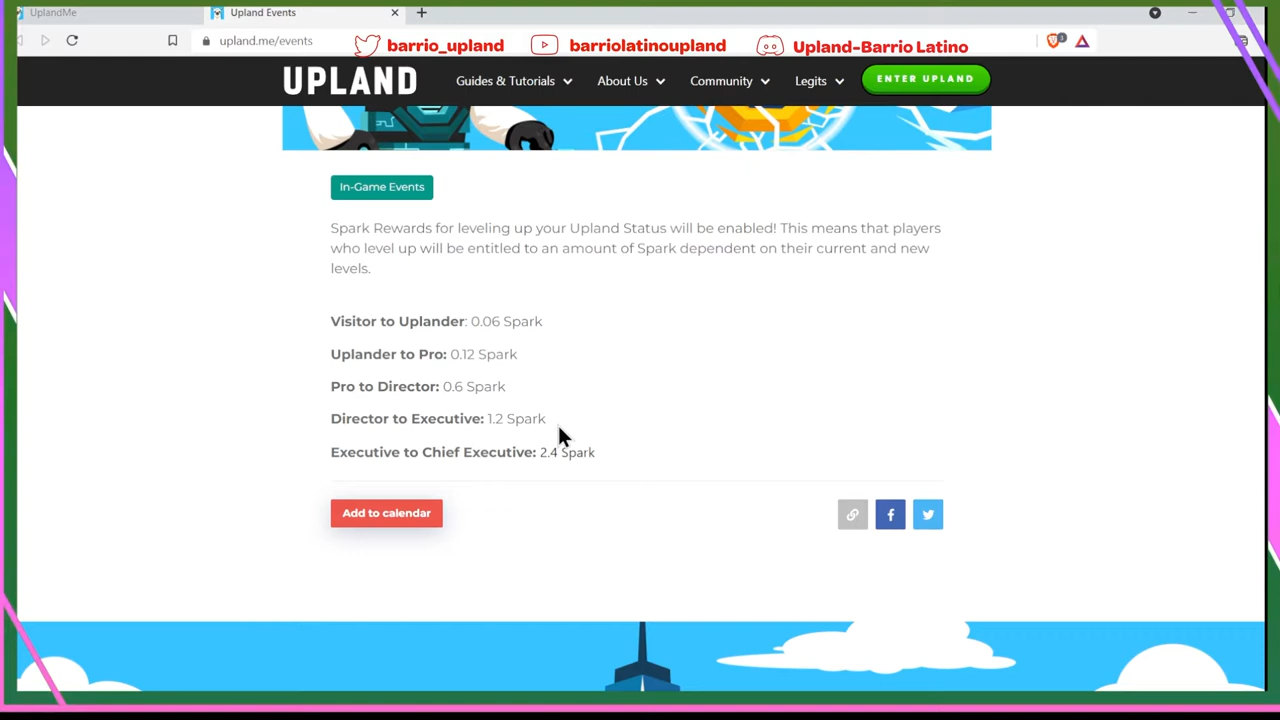 UplandMe
Upland Events
upland.me/events
barrio_upland
barriolatinoupland
Upland-Barrio Latino
UPLAND
Guides & Tutorials
About Us
Community
Legits
ENTER UPLAND
In-Game Events
Spark Rewards for leveling up your Upland Status will be enabled! This means that players
who level up will be entitled to an amount of Spark dependent on their current and new
levels.
Visitor to Uplander: 0.06 Spark
Uplander to Pro: 0.12 Spark
Pro to Director: 0.6 Spark
Director to Executive: 1.2 Spark
Executive to Chief Executive: 2.4 Spark
Add to calendar